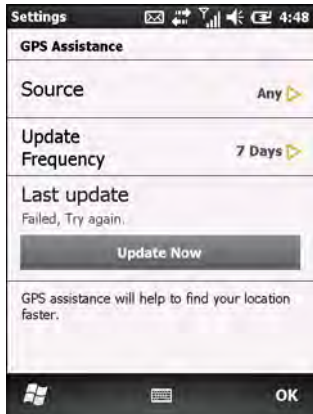 Settings 4:48
GPS Assistance
Source Any
Update
Frequency 7 Days
Last update
Failed, Try again.
Update Now
GPS assistance will help to find your location
faster.
OK